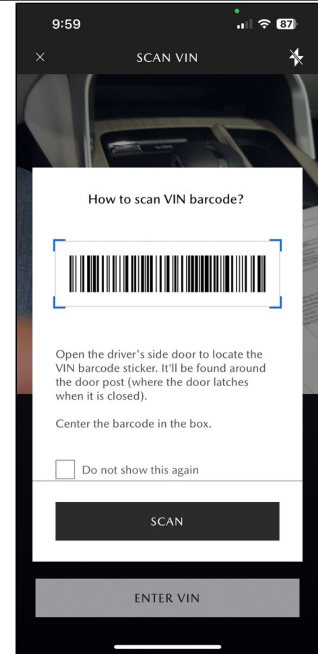 9:59
87
SCAN VIN
How to scan VIN barcode?
Open the driver's side door to locate the
VIN barcode sticker. It'll be found around
the door post (where the door latches
when it is closed).
Center the barcode in the box.
Do not show this again
SCAN
ENTER VIN